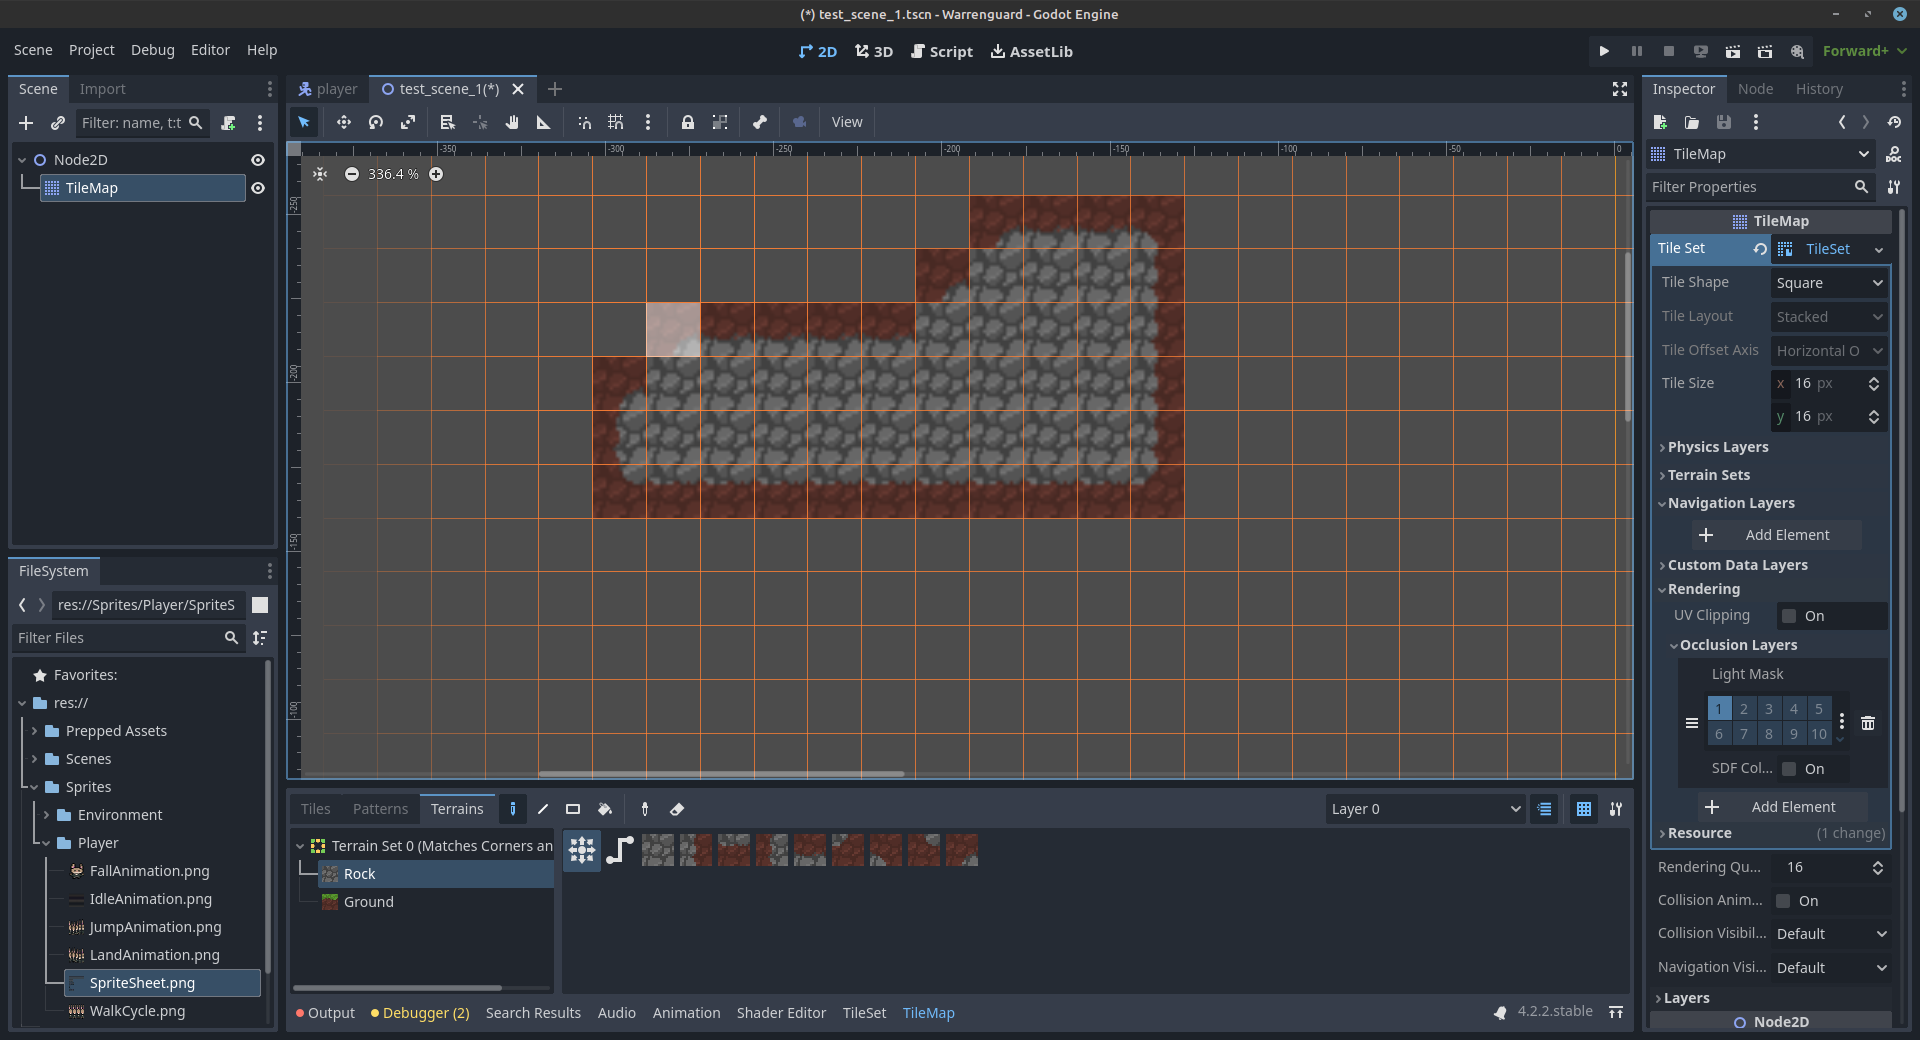 (*) test_scene_1.tscn - Warrenguard - Godot Engine
Scene Project Debug Editor Help
2D 3D Script AssetLib
Forward+
Scene Import
Filter: name, t:t
Node2D
TileMap
FileSystem
res://Sprites/Player/SpriteS
Filter Files
Favorites:
res://
Prepped Assets
Scenes
Sprites
Environment
Player
FallAnimation.png
IdleAnimation.png
JumpAnimation.png
LandAnimation.png
SpriteSheet.png
WalkCycle.png
player test_scene_1(*)
View
-350 -300 -250 -200 -150 -100 -50 0
336.4 %
-250
-200
-150
-100
Tiles Patterns Terrains
Layer 0
Terrain Set 0 (Matches Corners an
Rock
Ground
Output Debugger (2) Search Results Audio Animation Shader Editor TileSet TileMap
4.2.2.stable
Inspector Node History
TileMap
Filter Properties
TileMap
Tile Set TileSet
Tile Shape Square
Tile Layout Stacked
Tile Offset Axis Horizontal O
Tile Size x 16 px
y 16 px
Physics Layers
Terrain Sets
Navigation Layers
Add Element
Custom Data Layers
Rendering
UV Clipping On
Occlusion Layers
Light Mask
1 2 3 4 5
6 7 8 9 10
SDF Col... On
Add Element
Resource (1 change)
Rendering Qu... 16
Collision Anim... On
Collision Visibil... Default
Navigation Visi... Default
Layers
Node2D